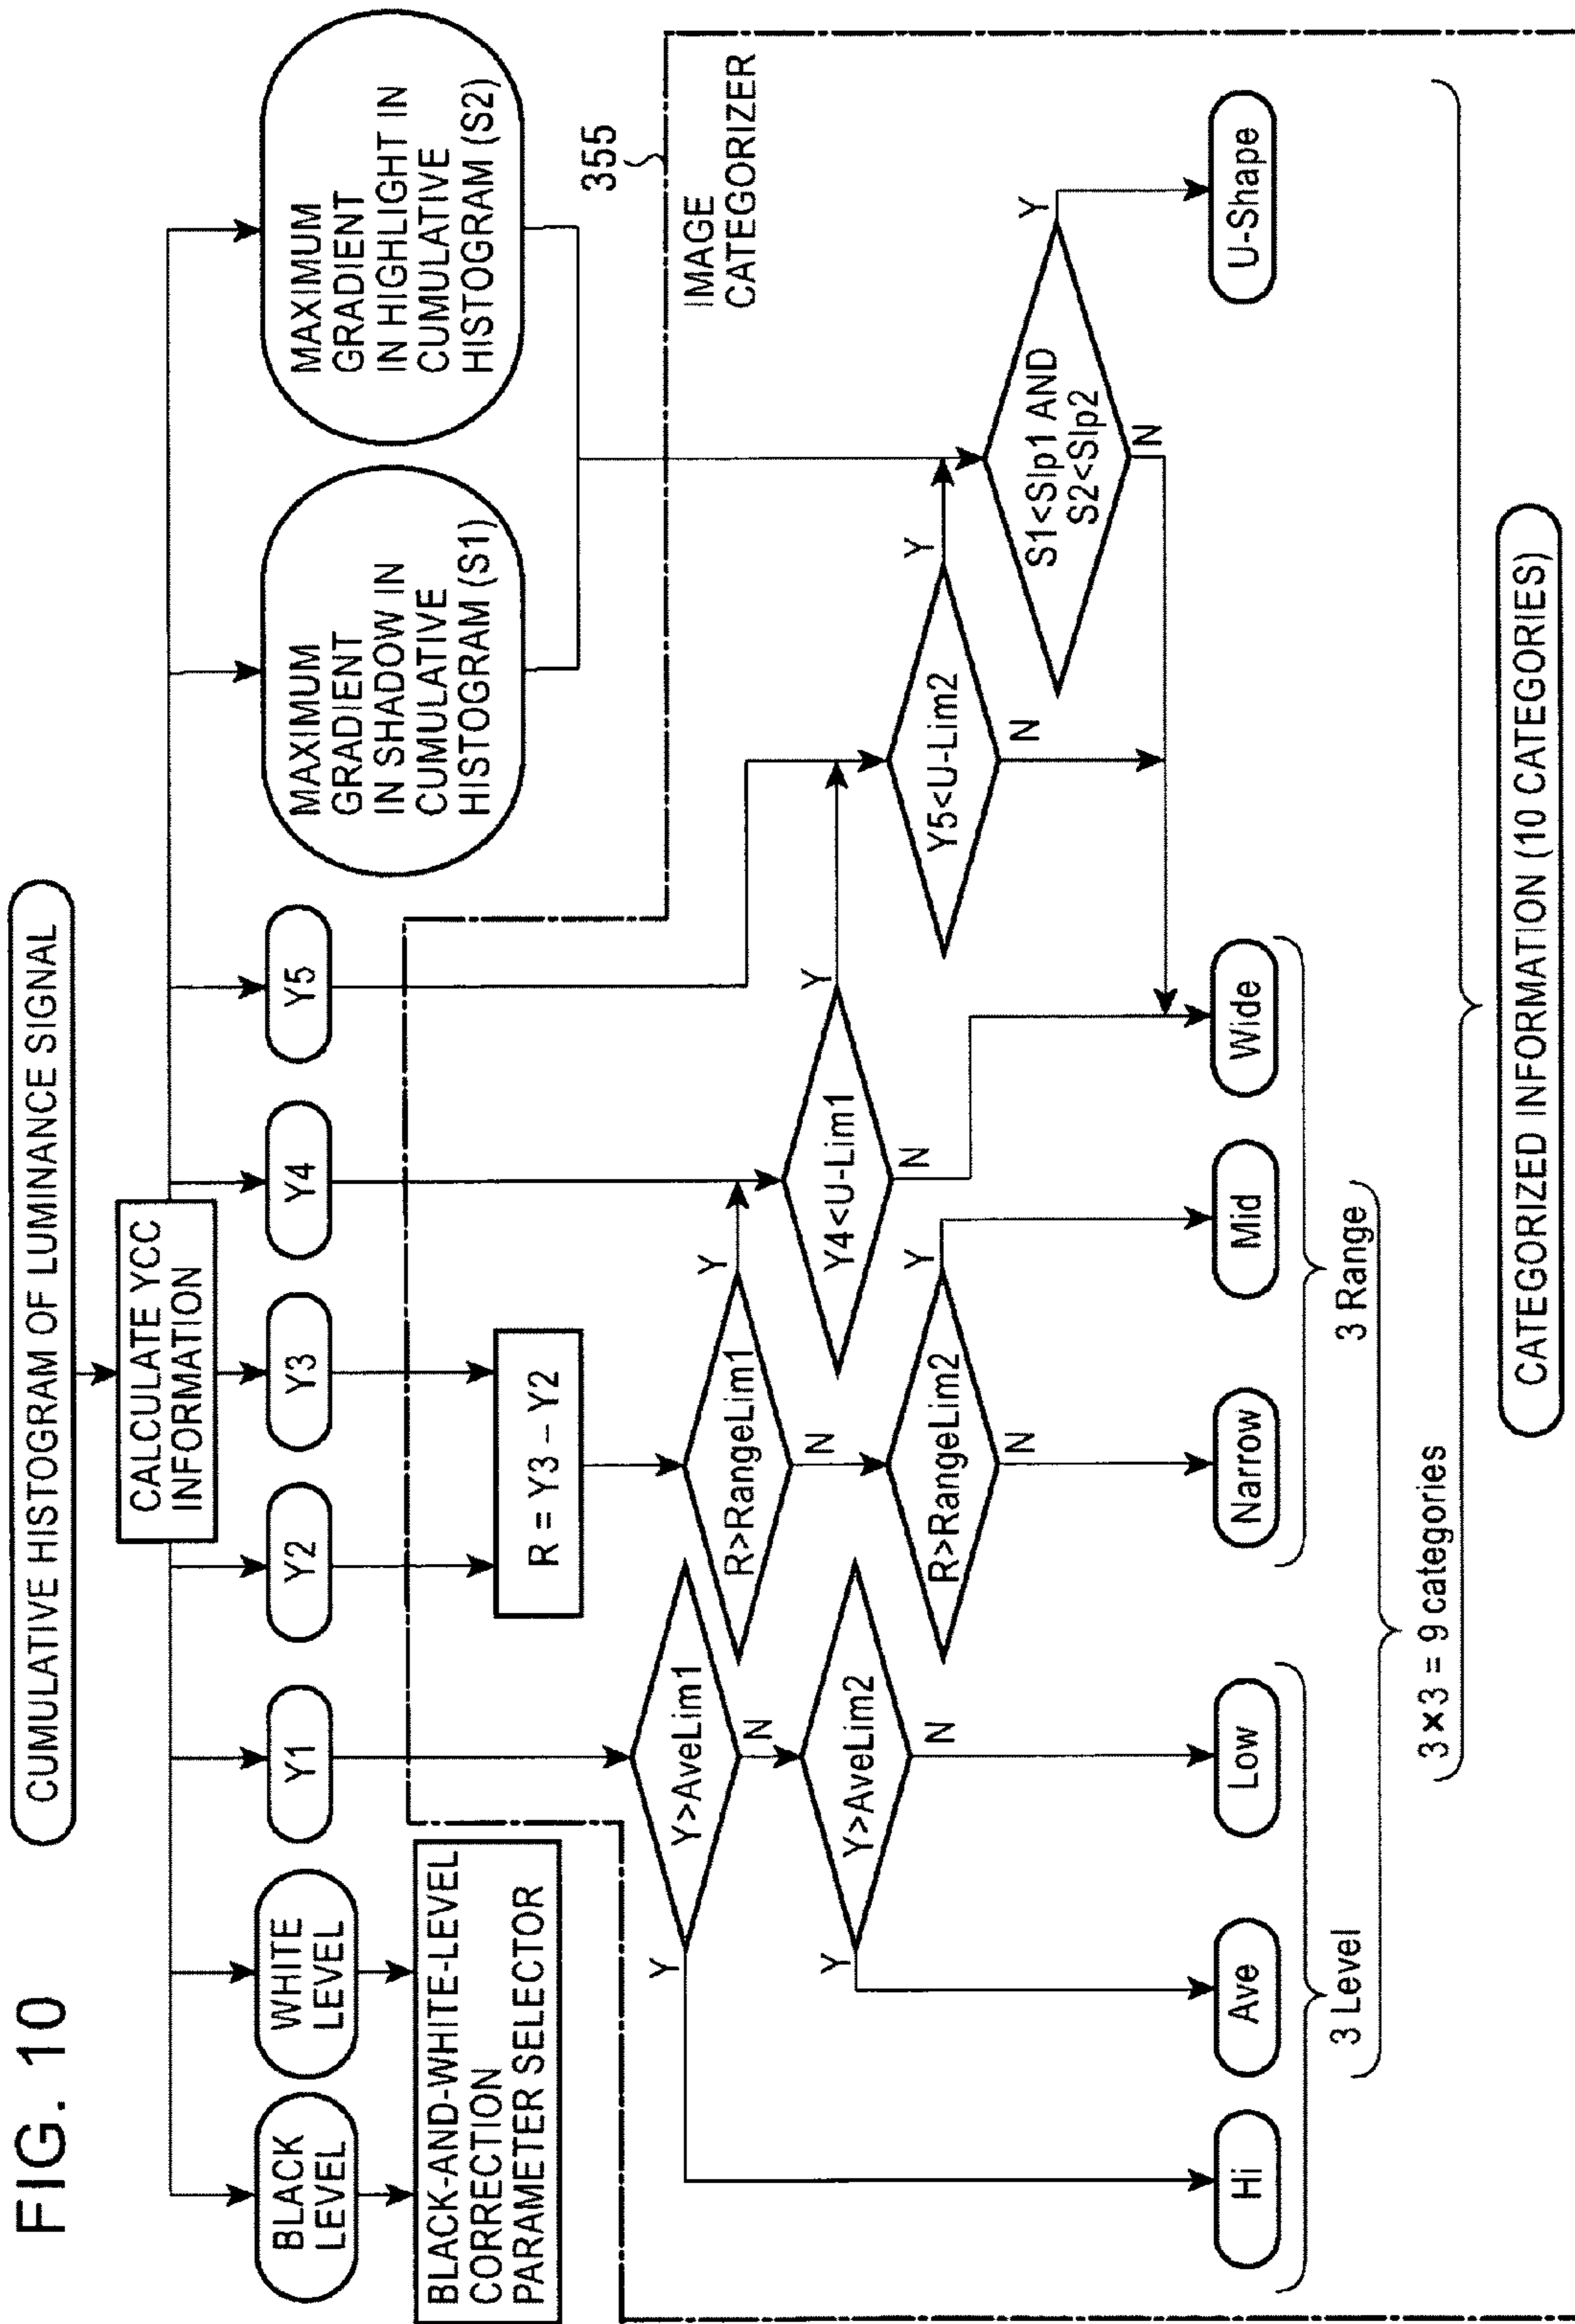 FIG. 10
CUMULATIVE HISTOGRAM OF LUMINANCE SIGNAL
CALCULATE YCC
INFORMATION
BLACK
LEVEL
WHITE
LEVEL
Y1
Y2
Y3
Y4
Y5
MAXIMUM
GRADIENT
IN SHADOW IN
CUMULATIVE
HISTOGRAM (S1)
MAXIMUM
GRADIENT
IN HIGHLIGHT IN
CUMULATIVE
HISTOGRAM (S2)
BLACK-AND-WHITE-LEVEL
CORRECTION
PARAMETER SELECTOR
355
IMAGE
CATEGORIZER
R = Y3 – Y2
Y>AveLim1
Y
N
R>RangeLim1
Y
N
Y>AveLim2
Y
N
Y4<U-Lim1
Y
N
R>RangeLim2
Y
N
Y5<U-Lim2
Y
N
S1<Slp1 AND
S2<Slp2
Y
N
Hi
Ave
Low
Narrow
Mid
Wide
U-Shape
3 Level
3 Range
3 × 3 = 9 categories
CATEGORIZED INFORMATION (10 CATEGORIES)